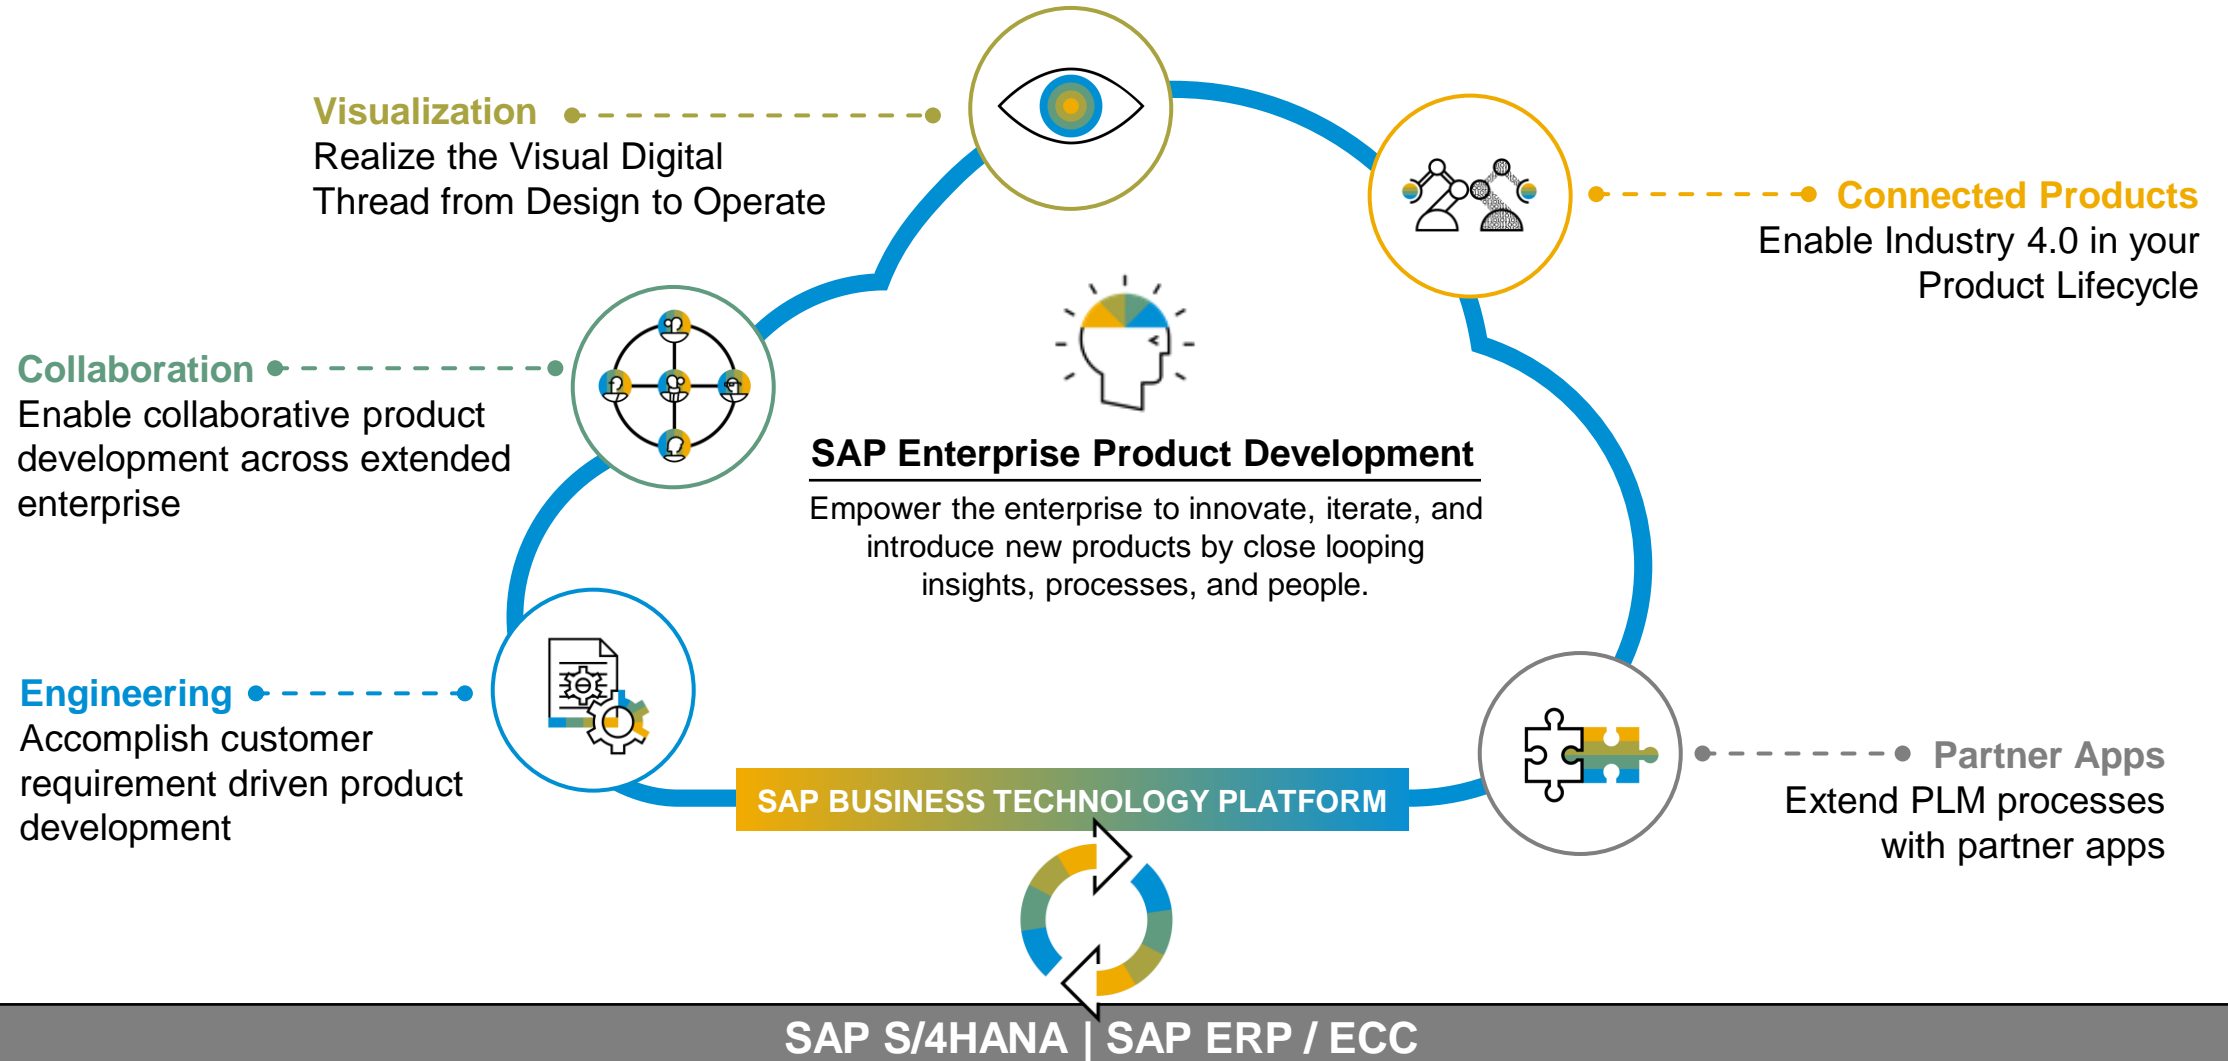 Visualization
Realize the Visual Digital
Thread from Design to Operate
Connected Products
Enable Industry 4.0 in your
Product Lifecycle
Collaboration
Enable collaborative product
development across extended
enterprise
SAP Enterprise Product Development
Empower the enterprise to innovate, iterate, and
introduce new products by close looping
insights, processes, and people.
Engineering
Accomplish customer
requirement driven product
development
SAP BUSINESS TECHNOLOGY PLATFORM
Partner Apps
Extend PLM processes
with partner apps
SAP S/4HANA | SAP ERP / ECC